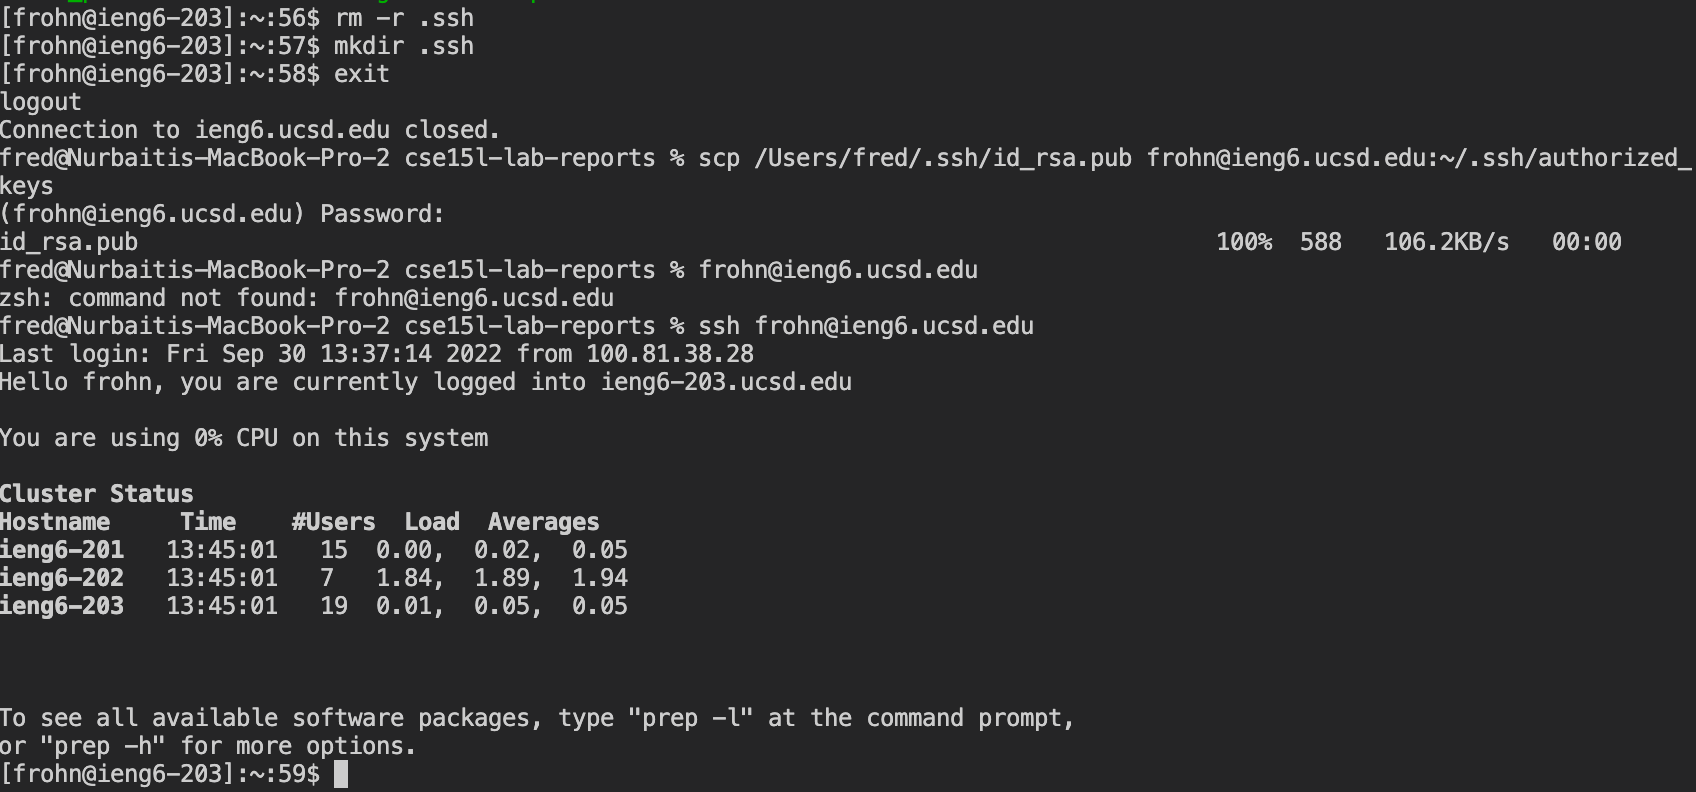 [frohn@ieng6-203]:~:56$ rm -r .ssh
[frohn@ieng6-203]:~:57$ mkdir .ssh
[frohn@ieng6-203]:~:58$ exit
logout
Connection to ieng6.ucsd.edu closed.
fred@Nurbaitis-MacBook-Pro-2 cse15l-lab-reports % scp /Users/fred/.ssh/id_rsa.pub frohn@ieng6.ucsd.edu:~/.ssh/authorized_
keys
(frohn@ieng6.ucsd.edu) Password:
id_rsa.pub 100% 588 106.2KB/s 00:00
fred@Nurbaitis-MacBook-Pro-2 cse15l-lab-reports % frohn@ieng6.ucsd.edu
zsh: command not found: frohn@ieng6.ucsd.edu
fred@Nurbaitis-MacBook-Pro-2 cse15l-lab-reports % ssh frohn@ieng6.ucsd.edu
Last login: Fri Sep 30 13:37:14 2022 from 100.81.38.28
Hello frohn, you are currently logged into ieng6-203.ucsd.edu
You are using 0% CPU on this system
Cluster Status
Hostname Time #Users Load Averages
ieng6-201 13:45:01 15 0.00, 0.02, 0.05
ieng6-202 13:45:01 7 1.84, 1.89, 1.94
ieng6-203 13:45:01 19 0.01, 0.05, 0.05
To see all available software packages, type "prep -l" at the command prompt,
or "prep -h" for more options.
[frohn@ieng6-203]:~:59$